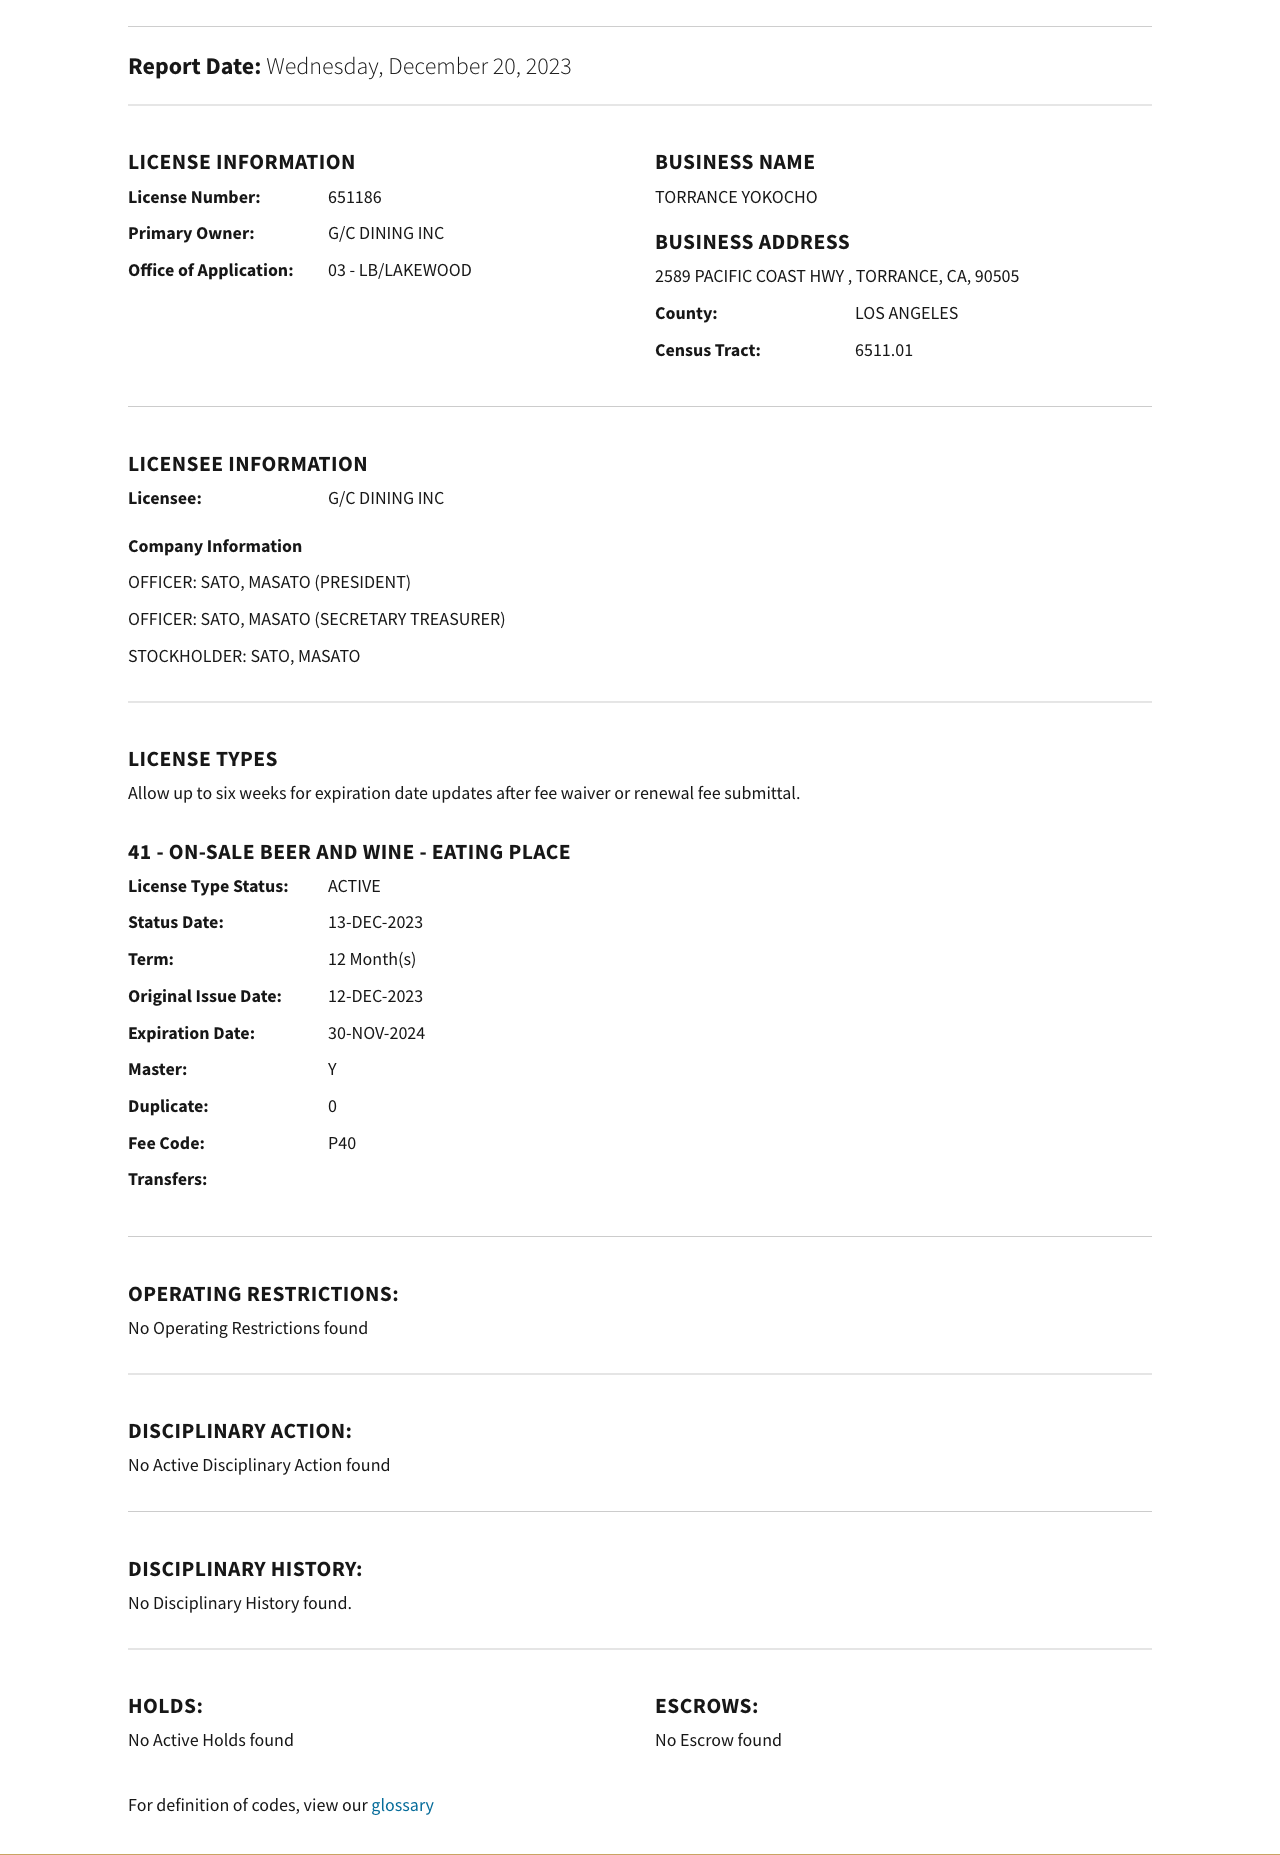 Report Date: Wednesday, December 20, 2023
LICENSE INFORMATION
License Number: 651186
Primary Owner: G/C DINING INC
Office of Application: 03 - LB/LAKEWOOD
BUSINESS NAME
TORRANCE YOKOCHO
BUSINESS ADDRESS
2589 PACIFIC COAST HWY , TORRANCE, CA, 90505
County: LOS ANGELES
Census Tract: 6511.01
LICENSEE INFORMATION
Licensee: G/C DINING INC
Company Information
OFFICER: SATO, MASATO (PRESIDENT)
OFFICER: SATO, MASATO (SECRETARY TREASURER)
STOCKHOLDER: SATO, MASATO
LICENSE TYPES
Allow up to six weeks for expiration date updates after fee waiver or renewal fee submittal.
41 - ON-SALE BEER AND WINE - EATING PLACE
License Type Status: ACTIVE
Status Date: 13-DEC-2023
Term: 12 Month(s)
Original Issue Date: 12-DEC-2023
Expiration Date: 30-NOV-2024
Master: Y
Duplicate: 0
Fee Code: P40
Transfers:
OPERATING RESTRICTIONS:
No Operating Restrictions found
DISCIPLINARY ACTION:
No Active Disciplinary Action found
DISCIPLINARY HISTORY:
No Disciplinary History found.
HOLDS:
No Active Holds found
ESCROWS:
No Escrow found
For definition of codes, view our glossary